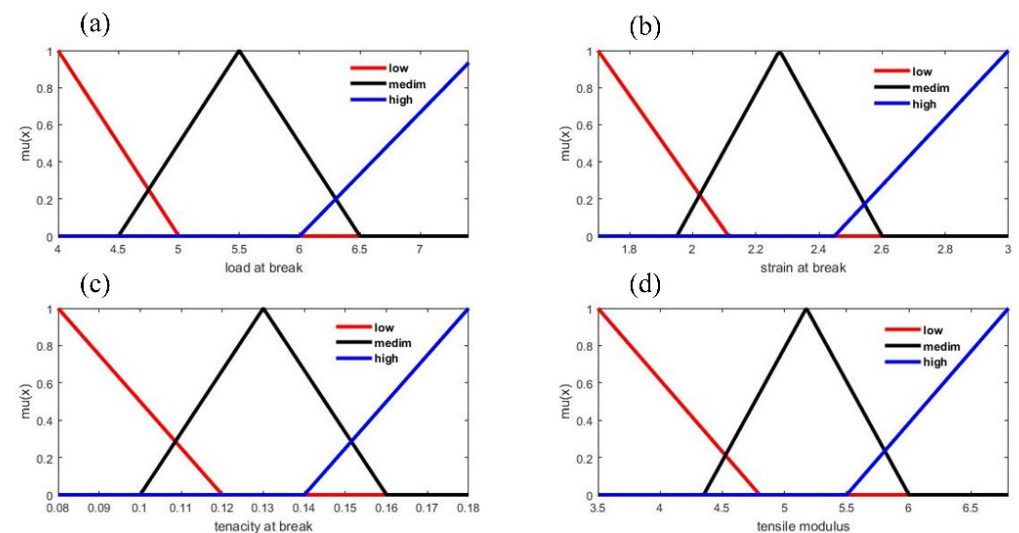 (a)
1
0.8
0.6
0.4
0.2
0
mu(x)
low
medim
high
4 4.5 5 5.5 6 6.5 7
load at break
(b)
1
0.8
0.6
0.4
0.2
0
mu(x)
low
medim
high
1.8 2 2.2 2.4 2.6 2.8 3
strain at break
(c)
1
0.8
0.6
0.4
0.2
0
mu(x)
low
medim
high
0.08 0.09 0.1 0.11 0.12 0.13 0.14 0.15 0.16 0.17 0.18
tenacity at break
(d)
1
0.8
0.6
0.4
0.2
0
mu(x)
low
medim
high
3.5 4 4.5 5 5.5 6 6.5
tensile modulus